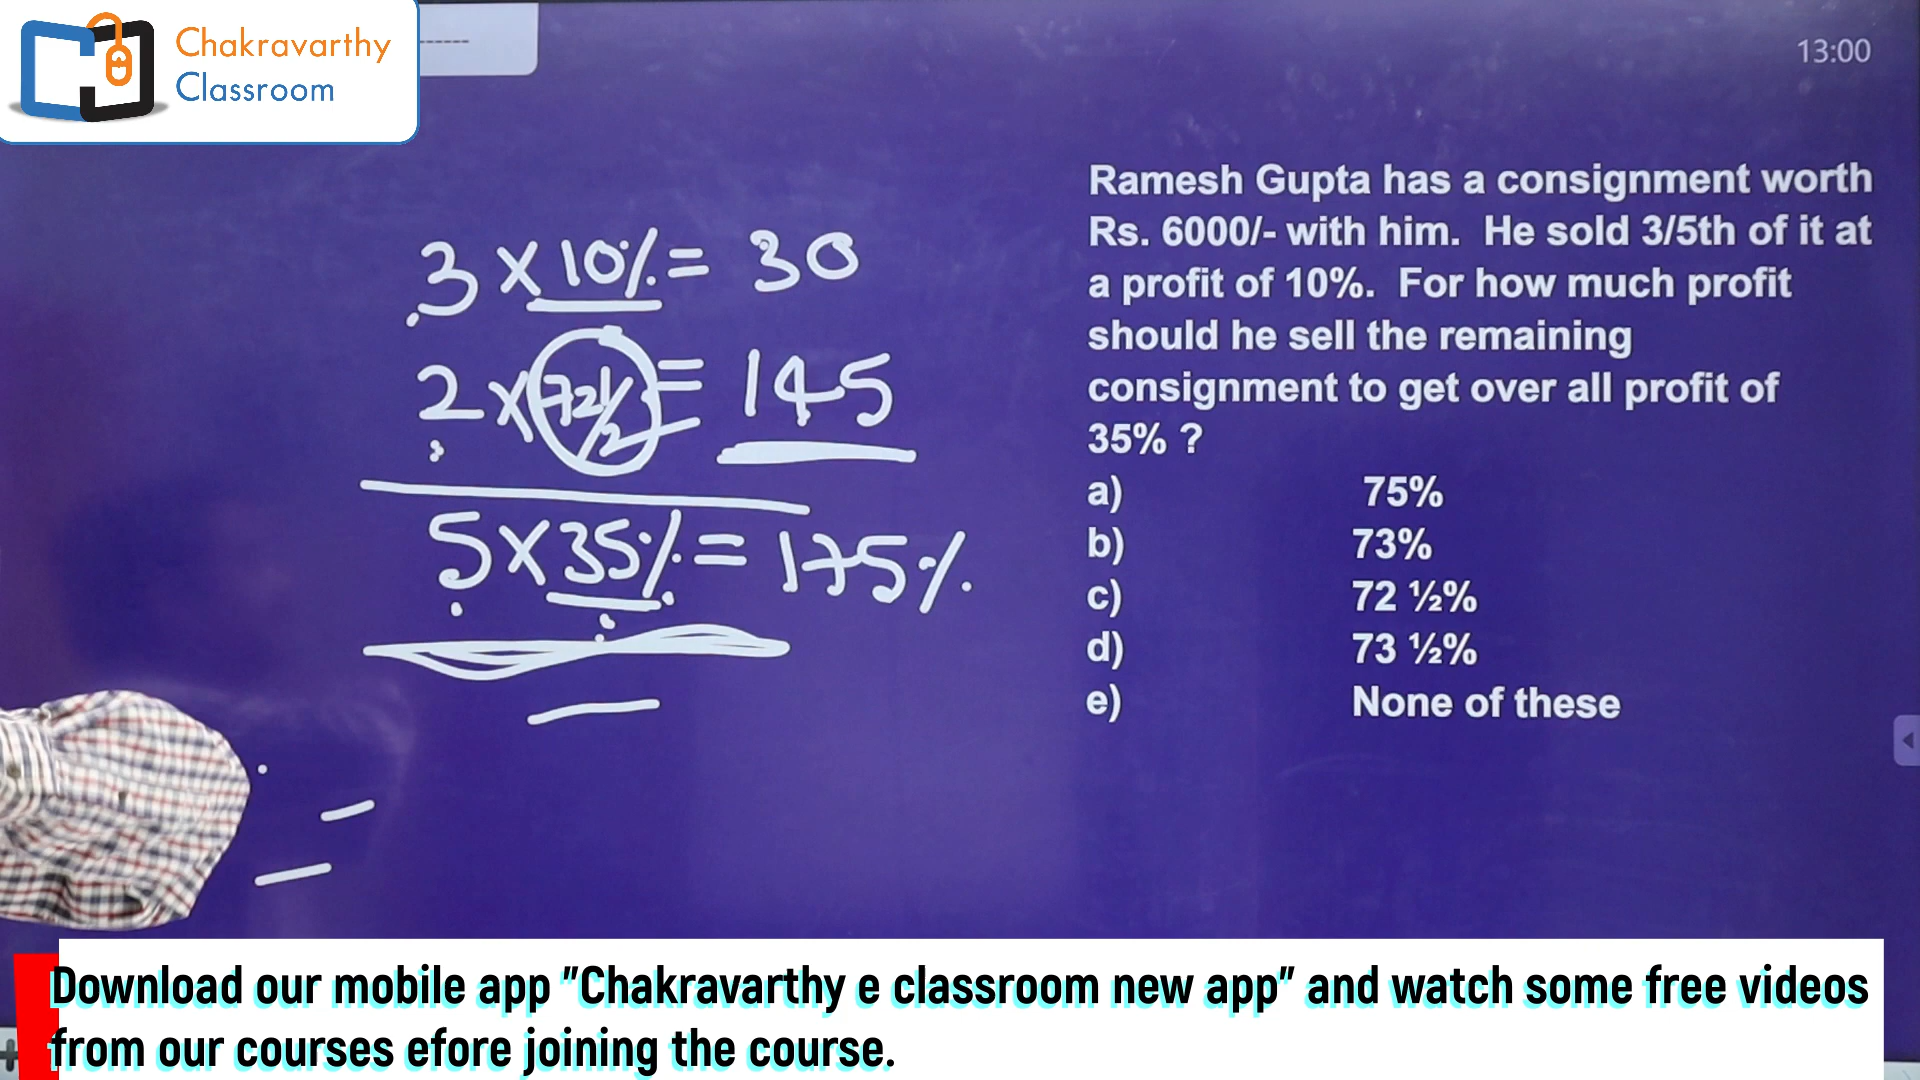 Chakravarthy
Classroom
13:00
3 × 10% = 30
2 × 72 1/2 = 145
5 × 35% = 175%
Ramesh Gupta has a consignment worth
Rs. 6000/- with him. He sold 3/5th of it at
a profit of 10%. For how much profit
should he sell the remaining
consignment to get over all profit of
35% ?
a) 75%
b) 73%
c) 72 ½%
d) 73 ½%
e) None of these
Download our mobile app "Chakravarthy e classroom new app" and watch some free videos
from our courses efore joining the course.